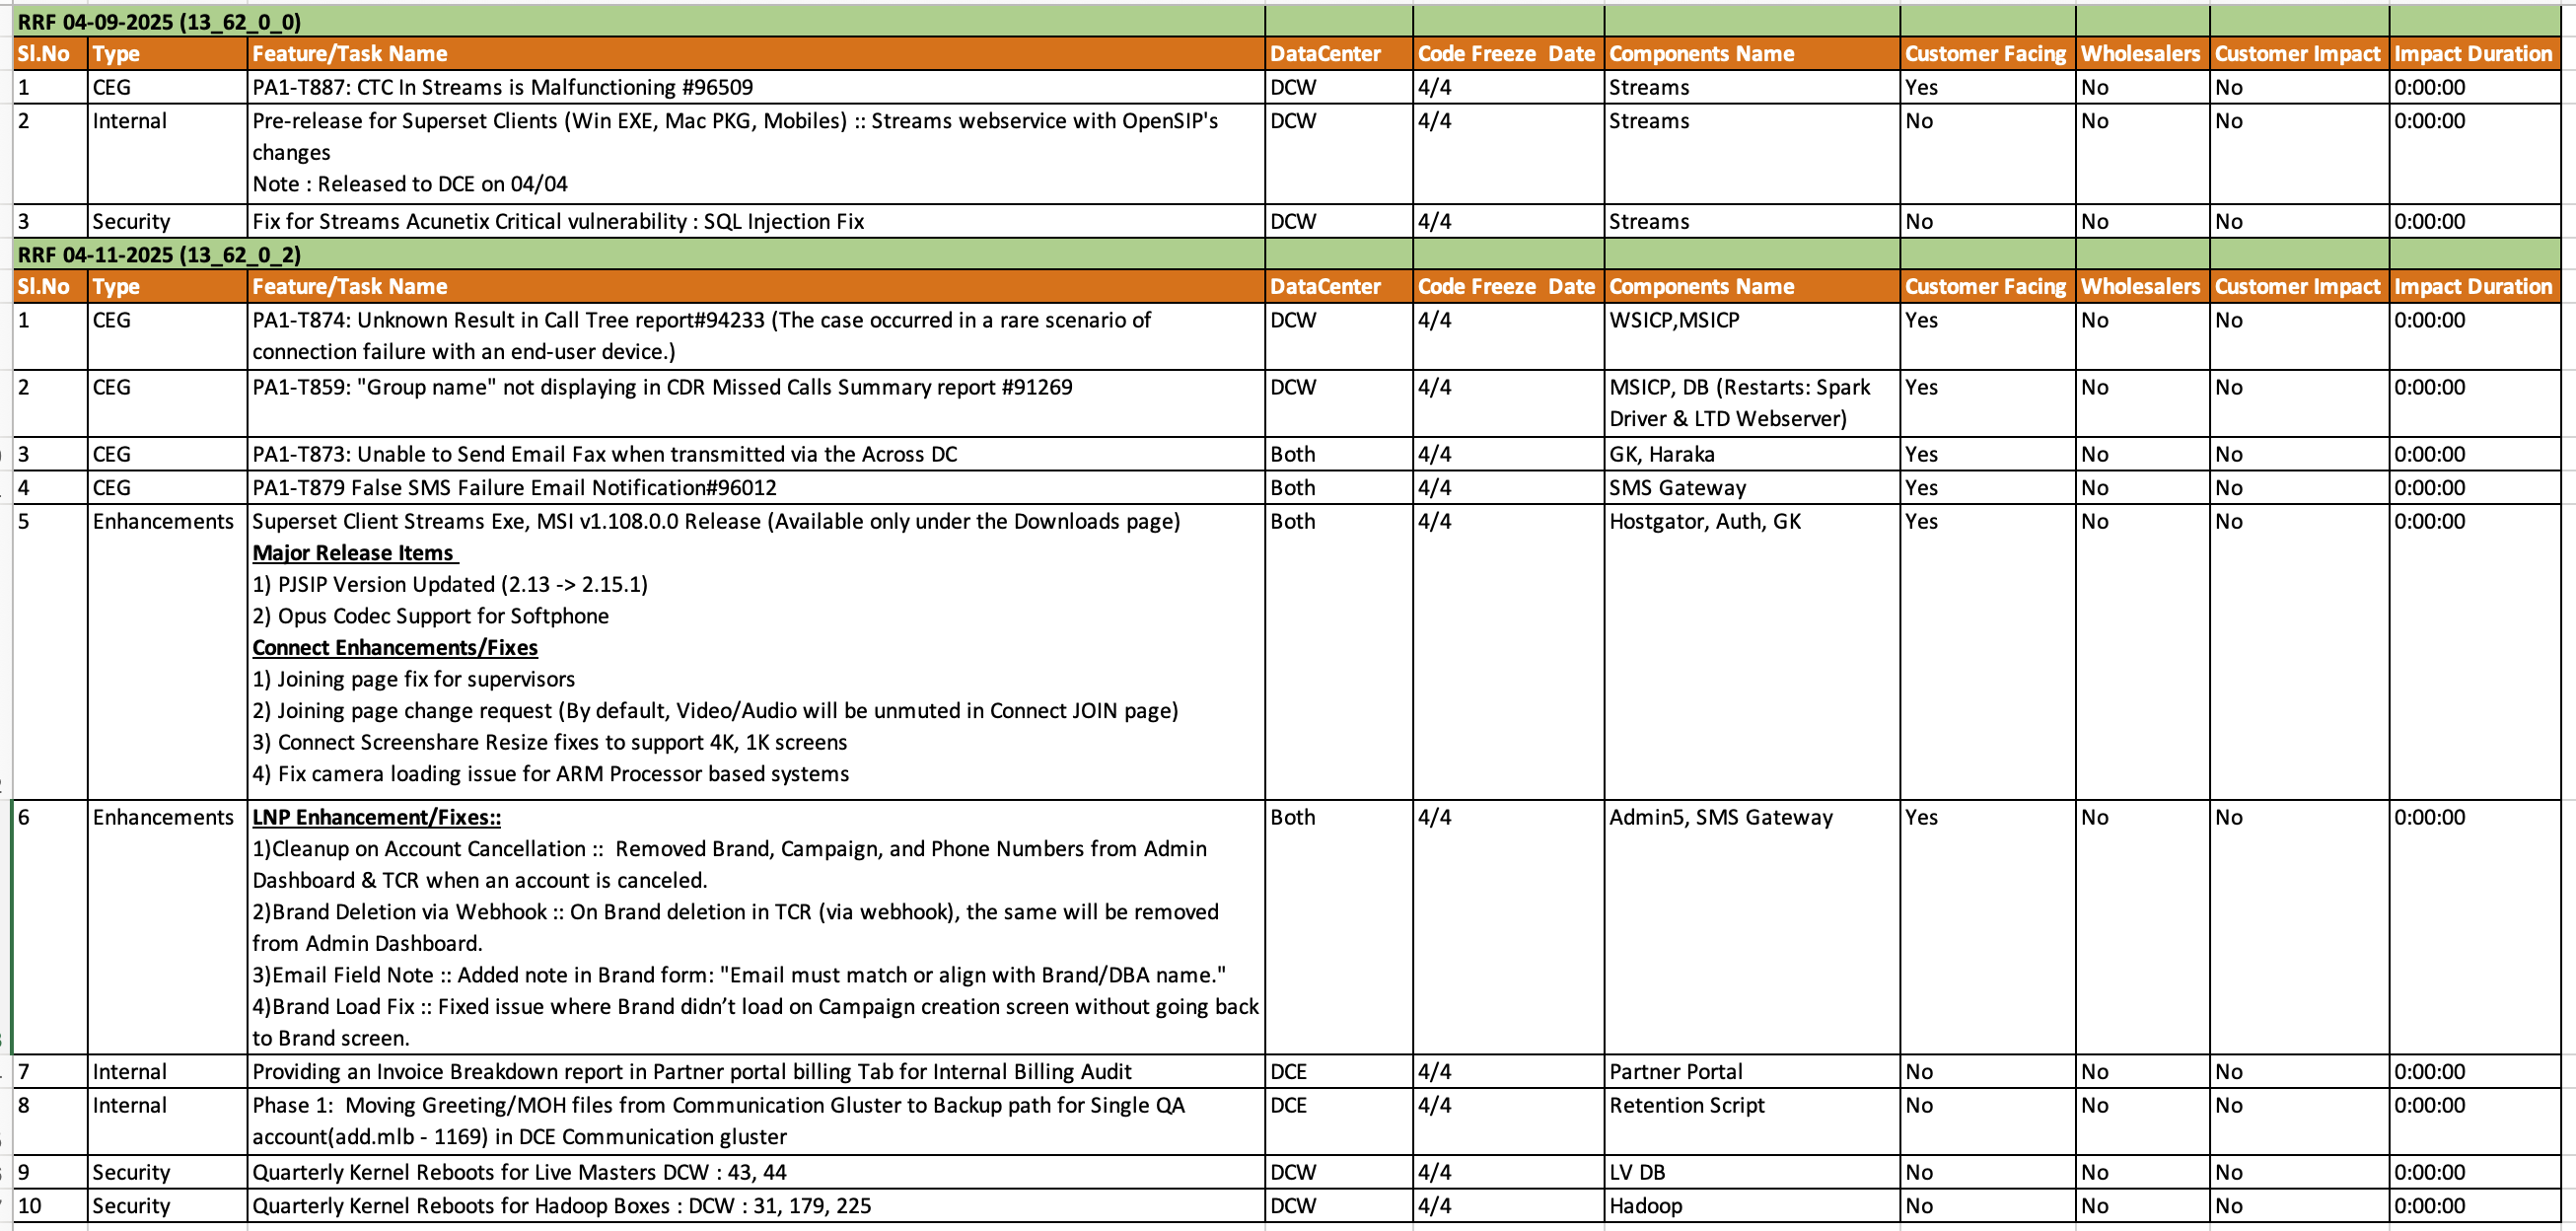 RRF 04-09-2025 (13_62_0_0)
Sl.No Type Feature/Task Name DataCenter Code Freeze  Date Components Name Customer Facing Wholesalers Customer Impact Impact Duration
1 CEG PA1-T887: CTC In Streams is Malfunctioning #96509 DCW 4/4 Streams Yes No No 0:00:00
2 Internal Pre-release for Superset Clients (Win EXE, Mac PKG, Mobiles) :: Streams webservice with OpenSIP's DCW 4/4 Streams No No No 0:00:00
changes
Note : Released to DCE on 04/04
3 Security Fix for Streams Acunetix Critical vulnerability : SQL Injection Fix DCW 4/4 Streams No No No 0:00:00
RRF 04-11-2025 (13_62_0_2)
Sl.No Type Feature/Task Name DataCenter Code Freeze  Date Components Name Customer Facing Wholesalers Customer Impact Impact Duration
1 CEG PA1-T874: Unknown Result in Call Tree report#94233 (The case occurred in a rare scenario of DCW 4/4 WSICP,MSICP Yes No No 0:00:00
connection failure with an end-user device.)
2 CEG PA1-T859: "Group name" not displaying in CDR Missed Calls Summary report #91269 DCW 4/4 MSICP, DB (Restarts: Spark Yes No No 0:00:00
Driver & LTD Webserver)
3 CEG PA1-T873: Unable to Send Email Fax when transmitted via the Across DC Both 4/4 GK, Haraka Yes No No 0:00:00
4 CEG PA1-T879 False SMS Failure Email Notification#96012 Both 4/4 SMS Gateway Yes No No 0:00:00
5 Enhancements Superset Client Streams Exe, MSI v1.108.0.0 Release (Available only under the Downloads page) Both 4/4 Hostgator, Auth, GK Yes No No 0:00:00
Major Release Items
1) PJSIP Version Updated (2.13 -> 2.15.1)
2) Opus Codec Support for Softphone
Connect Enhancements/Fixes
1) Joining page fix for supervisors
2) Joining page change request (By default, Video/Audio will be unmuted in Connect JOIN page)
3) Connect Screenshare Resize fixes to support 4K, 1K screens
4) Fix camera loading issue for ARM Processor based systems
6 Enhancements LNP Enhancement/Fixes:: Both 4/4 Admin5, SMS Gateway Yes No No 0:00:00
1)Cleanup on Account Cancellation ::  Removed Brand, Campaign, and Phone Numbers from Admin
Dashboard & TCR when an account is canceled.
2)Brand Deletion via Webhook :: On Brand deletion in TCR (via webhook), the same will be removed
from Admin Dashboard.
3)Email Field Note :: Added note in Brand form: "Email must match or align with Brand/DBA name."
4)Brand Load Fix :: Fixed issue where Brand didn’t load on Campaign creation screen without going back
to Brand screen.
7 Internal Providing an Invoice Breakdown report in Partner portal billing Tab for Internal Billing Audit DCE 4/4 Partner Portal No No No 0:00:00
8 Internal Phase 1:  Moving Greeting/MOH files from Communication Gluster to Backup path for Single QA DCE 4/4 Retention Script No No No 0:00:00
account(add.mlb - 1169) in DCE Communication gluster
9 Security Quarterly Kernel Reboots for Live Masters DCW : 43, 44 DCW 4/4 LV DB No No No 0:00:00
10 Security Quarterly Kernel Reboots for Hadoop Boxes : DCW : 31, 179, 225 DCW 4/4 Hadoop No No No 0:00:00